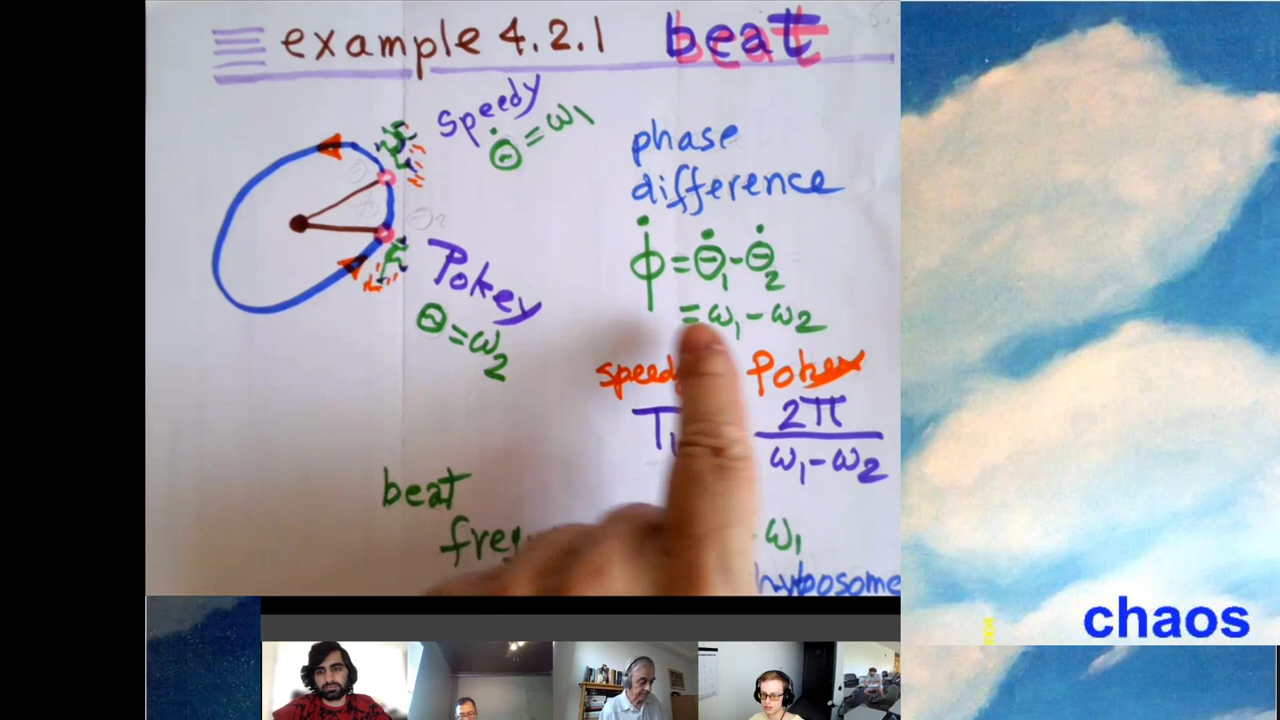 example 4.2.1 beat
Speedy
θ̇ = ω₁
Pokey
θ = ω₂
phase
difference
ϕ̇ = θ̇₁ - θ̇₂
= ω₁ - ω₂
Pokey
2π
ω₁ - ω₂
beat
ω₁
chaos